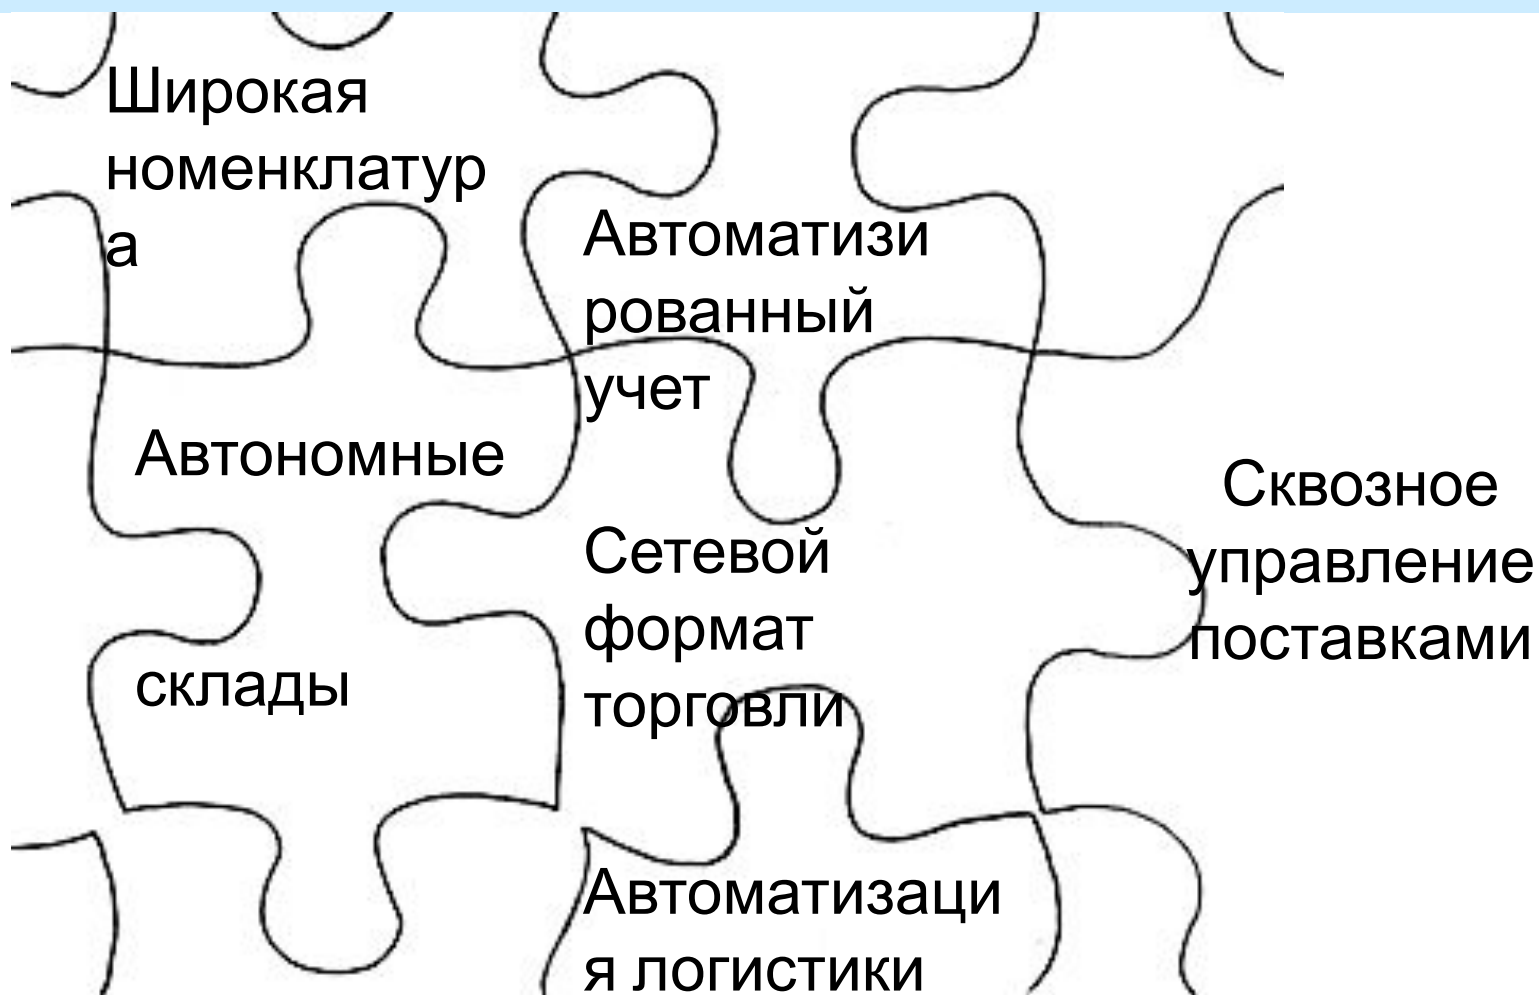 Широкая
номенклатур
а
Автоматизи
рованный
учет
Автономные
склады
Сетевой
формат
торговли
Сквозное
управление
поставками
Автоматизаци
я логистики